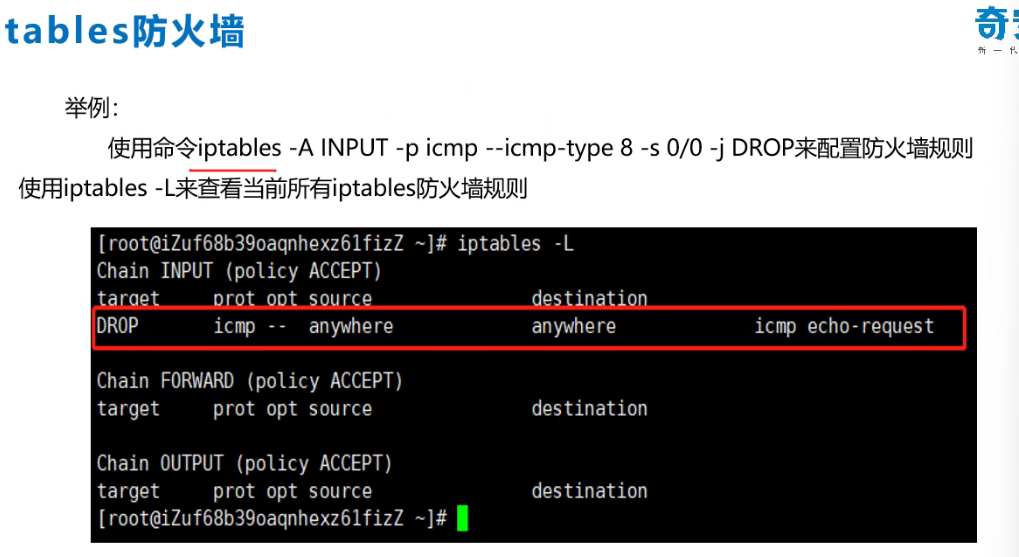 tables防火墙
奇安
新一代
举例：
使用命令iptables -A INPUT -p icmp --icmp-type 8 -s 0/0 -j DROP来配置防火墙规则
使用iptables -L来查看当前所有iptables防火墙规则
[root@iZuf68b39oaqnhexz61fizZ ~]# iptables -L
Chain INPUT (policy ACCEPT)
target prot opt source destination
DROP icmp -- anywhere anywhere icmp echo-request
Chain FORWARD (policy ACCEPT)
target prot opt source destination
Chain OUTPUT (policy ACCEPT)
target prot opt source destination
[root@iZuf68b39oaqnhexz61fizZ ~]#